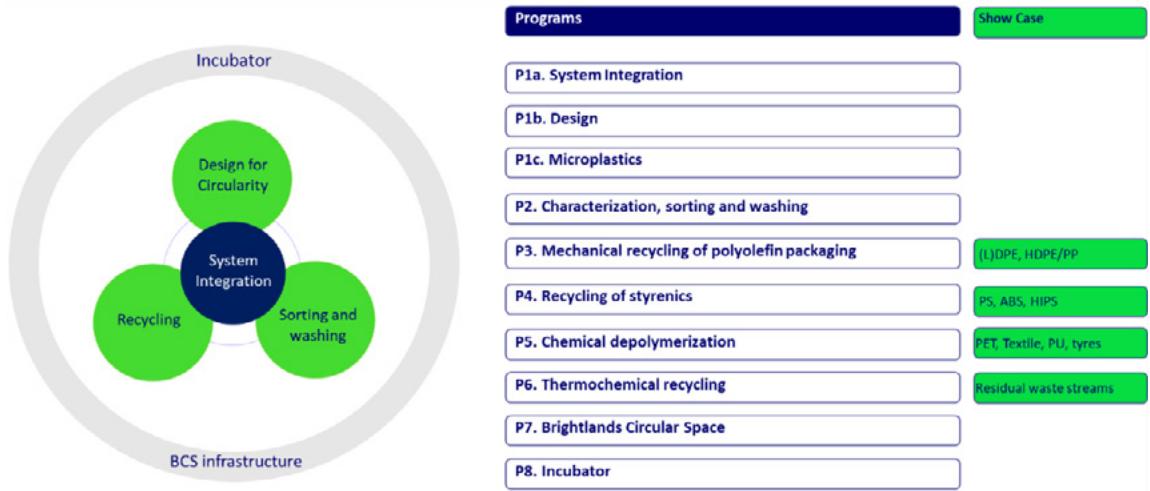 Incubator
Design for
Circularity
System
Integration
Recycling
Sorting and
washing
BCS infrastructure
Programs
Show Case
P1a. System Integration
P1b. Design
P1c. Microplastics
P2. Characterization, sorting and washing
P3. Mechanical recycling of polyolefin packaging
(L)DPE, HDPE/PP
P4. Recycling of styrenics
PS, ABS, HIPS
P5. Chemical depolymerization
PET, Textile, PU, tyres
P6. Thermochemical recycling
Residual waste streams
P7. Brightlands Circular Space
P8. Incubator